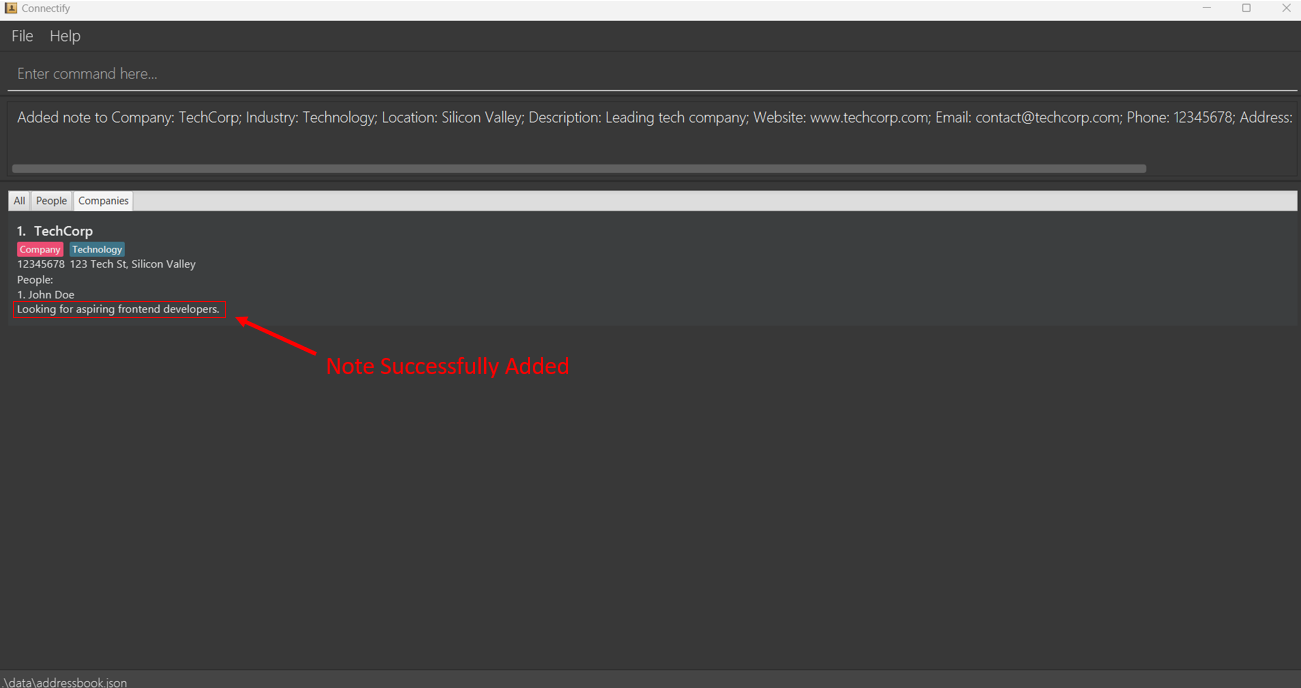 Connectify
File Help
Enter command here...
Added note to Company: TechCorp; Industry: Technology; Location: Silicon Valley; Description: Leading tech company; Website: www.techcorp.com; Email: contact@techcorp.com; Phone: 12345678; Address:
All People Companies
1. TechCorp
Company Technology
12345678 123 Tech St, Silicon Valley
People:
1. John Doe
Looking for aspiring frontend developers.
Note Successfully Added
.\data\addressbook.json